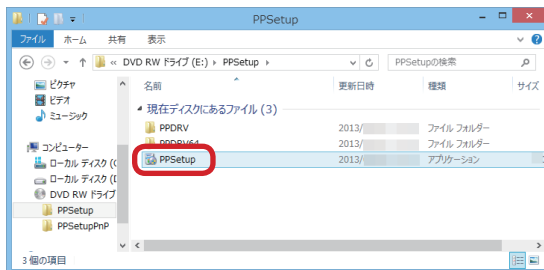 PPSetup
ファイル ホーム 共有 表示
« DVD RW ドライブ (E:) ▸ PPSetup ▸ PPSetupの検索
ピクチャ
ビデオ
ミュージック
コンピューター
ローカル ディスク (C
ローカル ディスク (D
DVD RW ドライブ
PPSetup
PPSetupPnP
名前 更新日時 種類 サイズ
現在ディスクにあるファイル (3)
PPDRV 2013/ ファイル フォルダー
PPDRV64 2013/ ファイル フォルダー
PPSetup 2013/ アプリケーション
3 個の項目